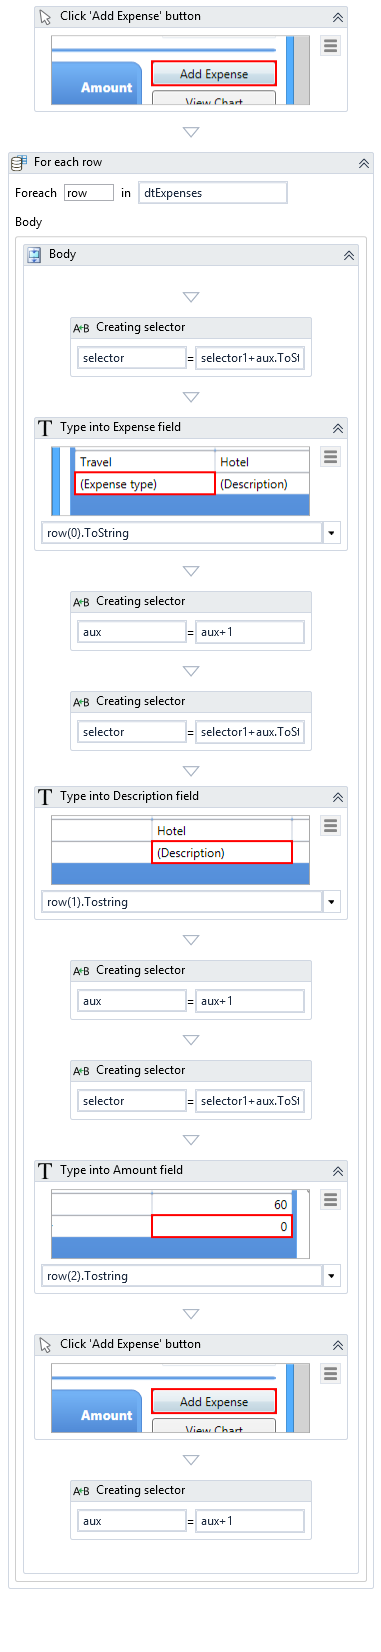 Click 'Add Expense' button
Add Expense
Amount
View Chart
For each row
Foreach row in dtExpenses
Body
Body
A+B Creating selector
selector = selector1+aux.ToSt
T Type into Expense field
Travel Hotel
(Expense type) (Description)
row(0).ToString
A+B Creating selector
aux = aux+1
A+B Creating selector
selector = selector1+aux.ToSt
T Type into Description field
Hotel
(Description)
row(1).Tostring
A+B Creating selector
aux = aux+1
A+B Creating selector
selector = selector1+aux.ToSt
T Type into Amount field
60
0
row(2).Tostring
Click 'Add Expense' button
Add Expense
Amount
View Chart
A+B Creating selector
aux = aux+1